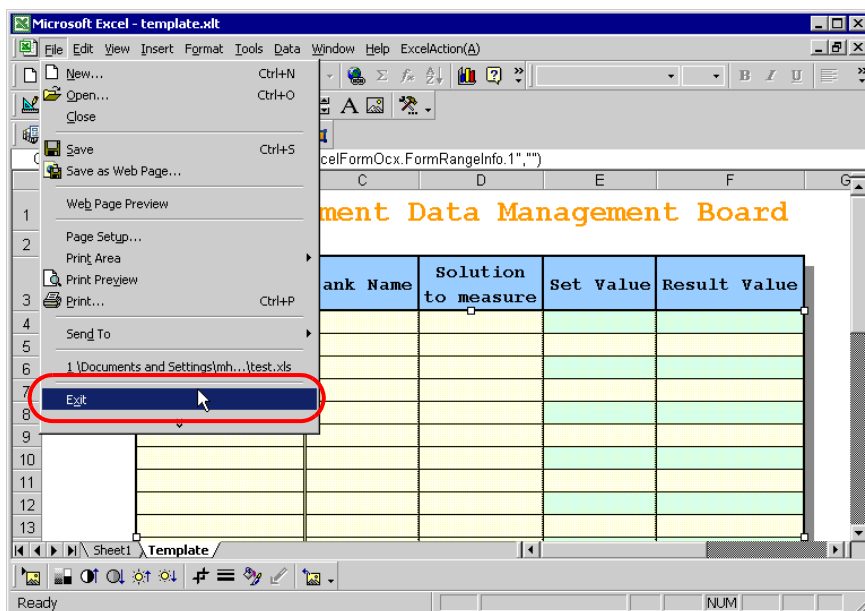 Microsoft Excel - template.xlt
File Edit View Insert Format Tools Data Window Help ExcelAction(A)
New... Ctrl+N
Open... Ctrl+O
Close
Save Ctrl+S
Save as Web Page...
Web Page Preview
Page Setup...
Print Area
Print Preview
Print... Ctrl+P
Send To
1 \Documents and Settings\mh...\test.xls
Exit
B I U
A
celFormOcx.FormRangeInfo.1","")
C D E F G
1 ment Data Management Board
2
3 ank Name Solution to measure Set Value Result Value
4
5
6
7
8
9
10
11
12
13
Sheet1 Template
Ready NUM